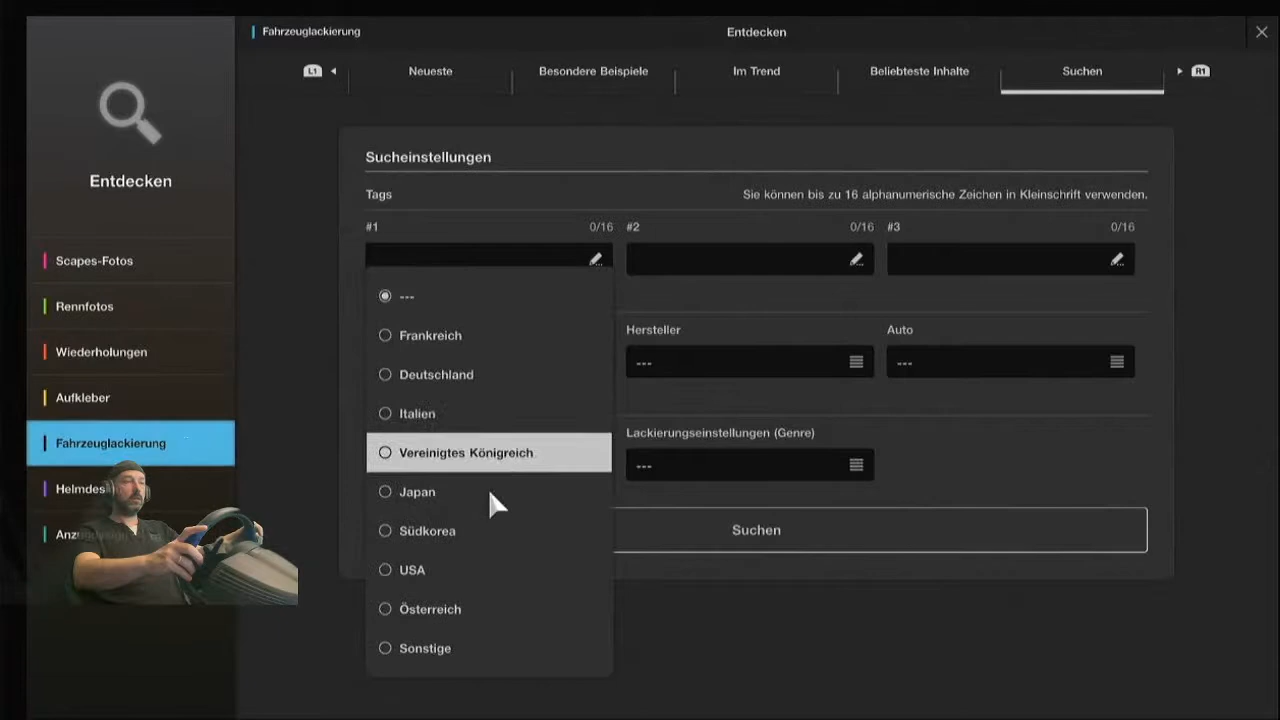 Fahrzeuglackierung
Entdecken
L1
Neueste
Besondere Beispiele
Im Trend
Beliebteste Inhalte
Suchen
R1
Entdecken
Scapes-Fotos
Rennfotos
Wiederholungen
Aufkleber
Fahrzeuglackierung
Helmdes
Sucheinstellungen
Tags
Sie können bis zu 16 alphanumerische Zeichen in Kleinschrift verwenden.
#1 0/16
#2 0/16
#3 0/16
---
Frankreich
Deutschland
Italien
Vereinigtes Königreich
Japan
Südkorea
USA
Österreich
Sonstige
Hersteller
---
Auto
---
Lackierungseinstellungen (Genre)
---
Suchen